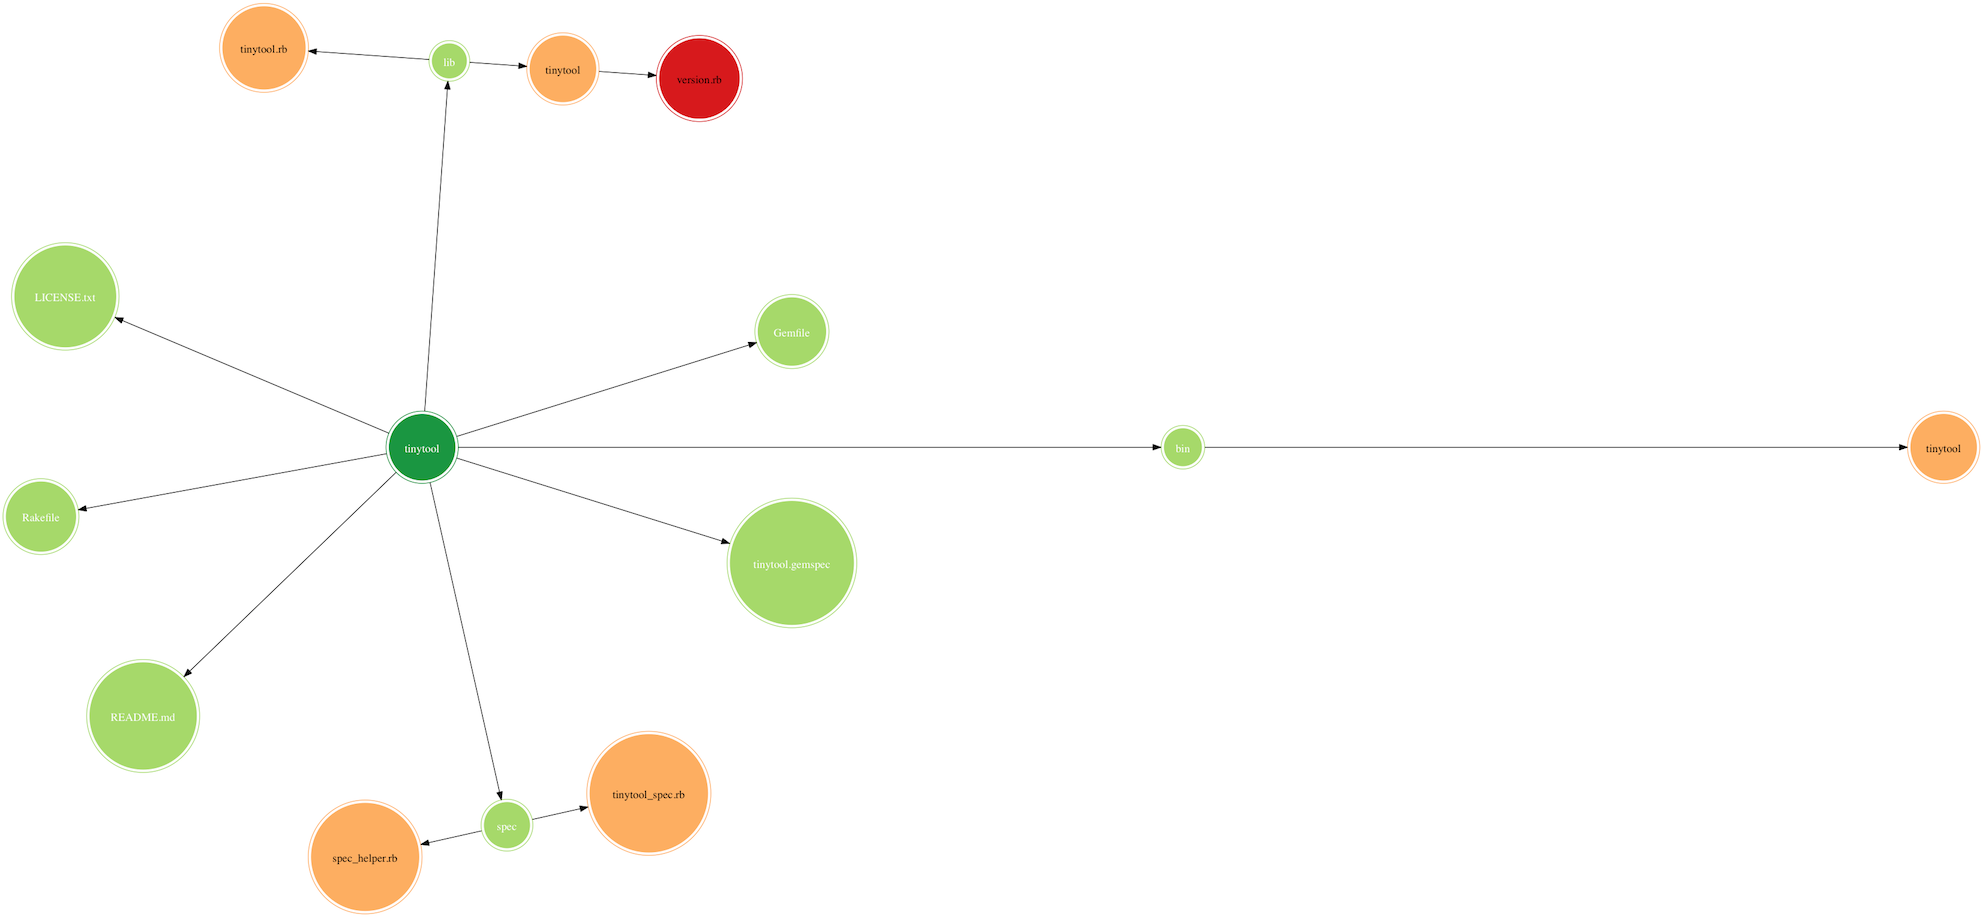 tinytool.rb
lib
tinytool
version.rb
LICENSE.txt
Gemfile
tinytool
bin
tinytool
Rakefile
tinytool.gemspec
README.md
tinytool_spec.rb
spec
spec_helper.rb